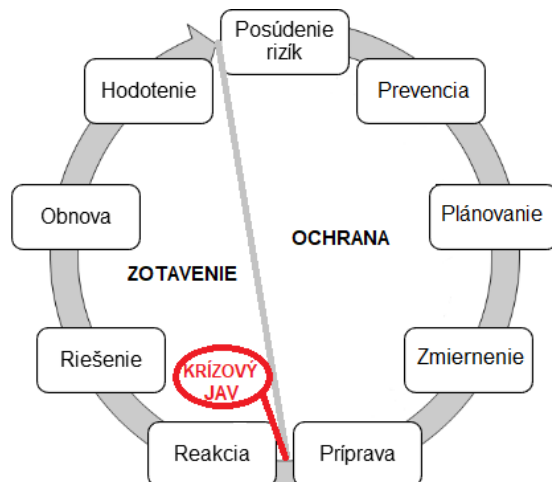 Posúdenie
rizík
Prevencia
Plánovanie
Zmiernenie
Príprava
Reakcia
Riešenie
Obnova
Hodotenie
OCHRANA
ZOTAVENIE
KRÍZOVÝ
JAV